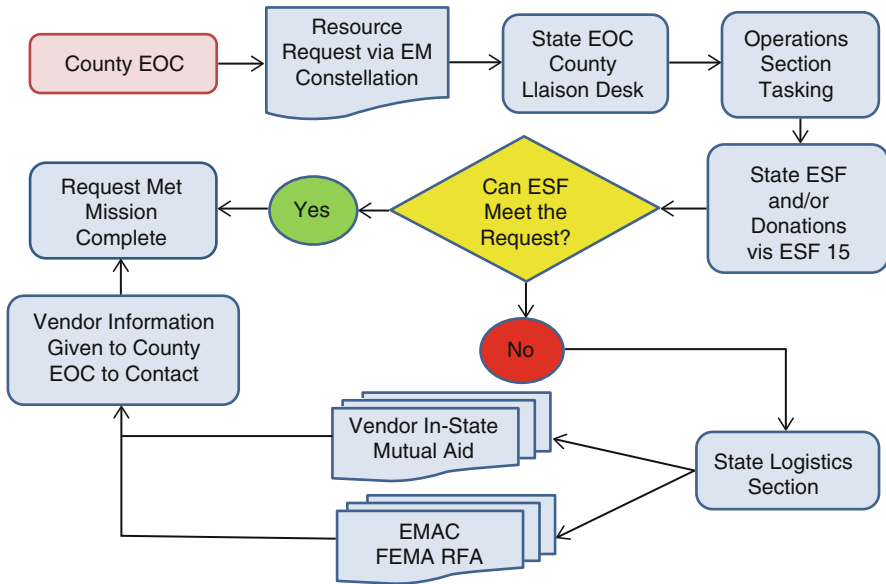 County EOC
Resource
Request via EM
Constellation
State EOC
County
Llaison Desk
Operations
Section
Tasking
State ESF
and/or
Donations
vis ESF 15
Can ESF
Meet the
Request?
Yes
Request Met
Mission
Complete
No
Vendor Information
Given to County
EOC to Contact
Vendor In-State
Mutual Aid
State Logistics
Section
EMAC
FEMA RFA